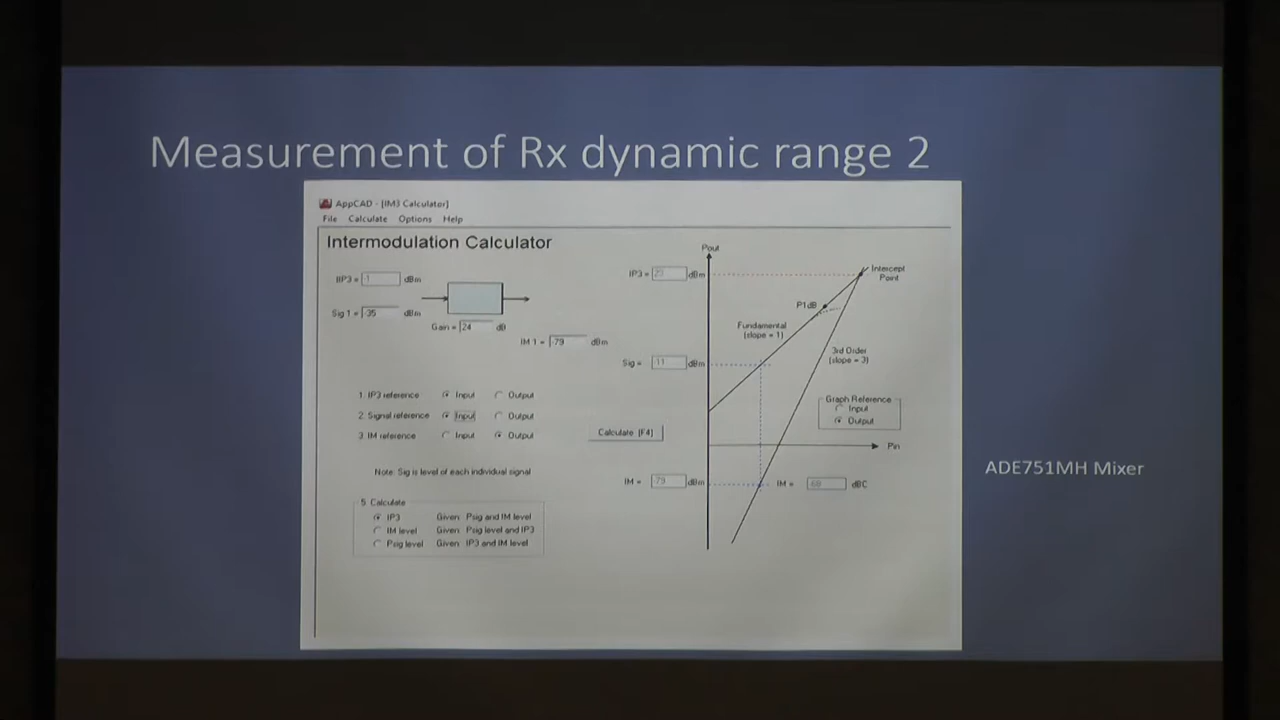 Measurement of Rx dynamic range 2
AppCAD - [IM3 Calculator]
File Calculate Options Help
Intermodulation Calculator
IIP3 = -1 dBm
Sig 1 = -35 dBm
Gain = 24 dB
IM 1 = -79 dBm
1. IP3 reference Input Output
2. Signal reference Input Output
3. IM reference Input Output
Note: Sig is level of each individual signal
5. Calculate
IP3 Given: Psig and IM level
IM level Given: Psig level and IP3
Psig level Given: IP3 and IM level
Calculate [F4]
Pout
IP3 = 23 dBm
Intercept
Point
P1dB
Fundamental
(slope = 1)
3rd Order
(slope = 3)
Sig = -11 dBm
Graph Reference
Input
Output
Pin
IM = -79 dBm
IM = -68 dBC
ADE751MH Mixer